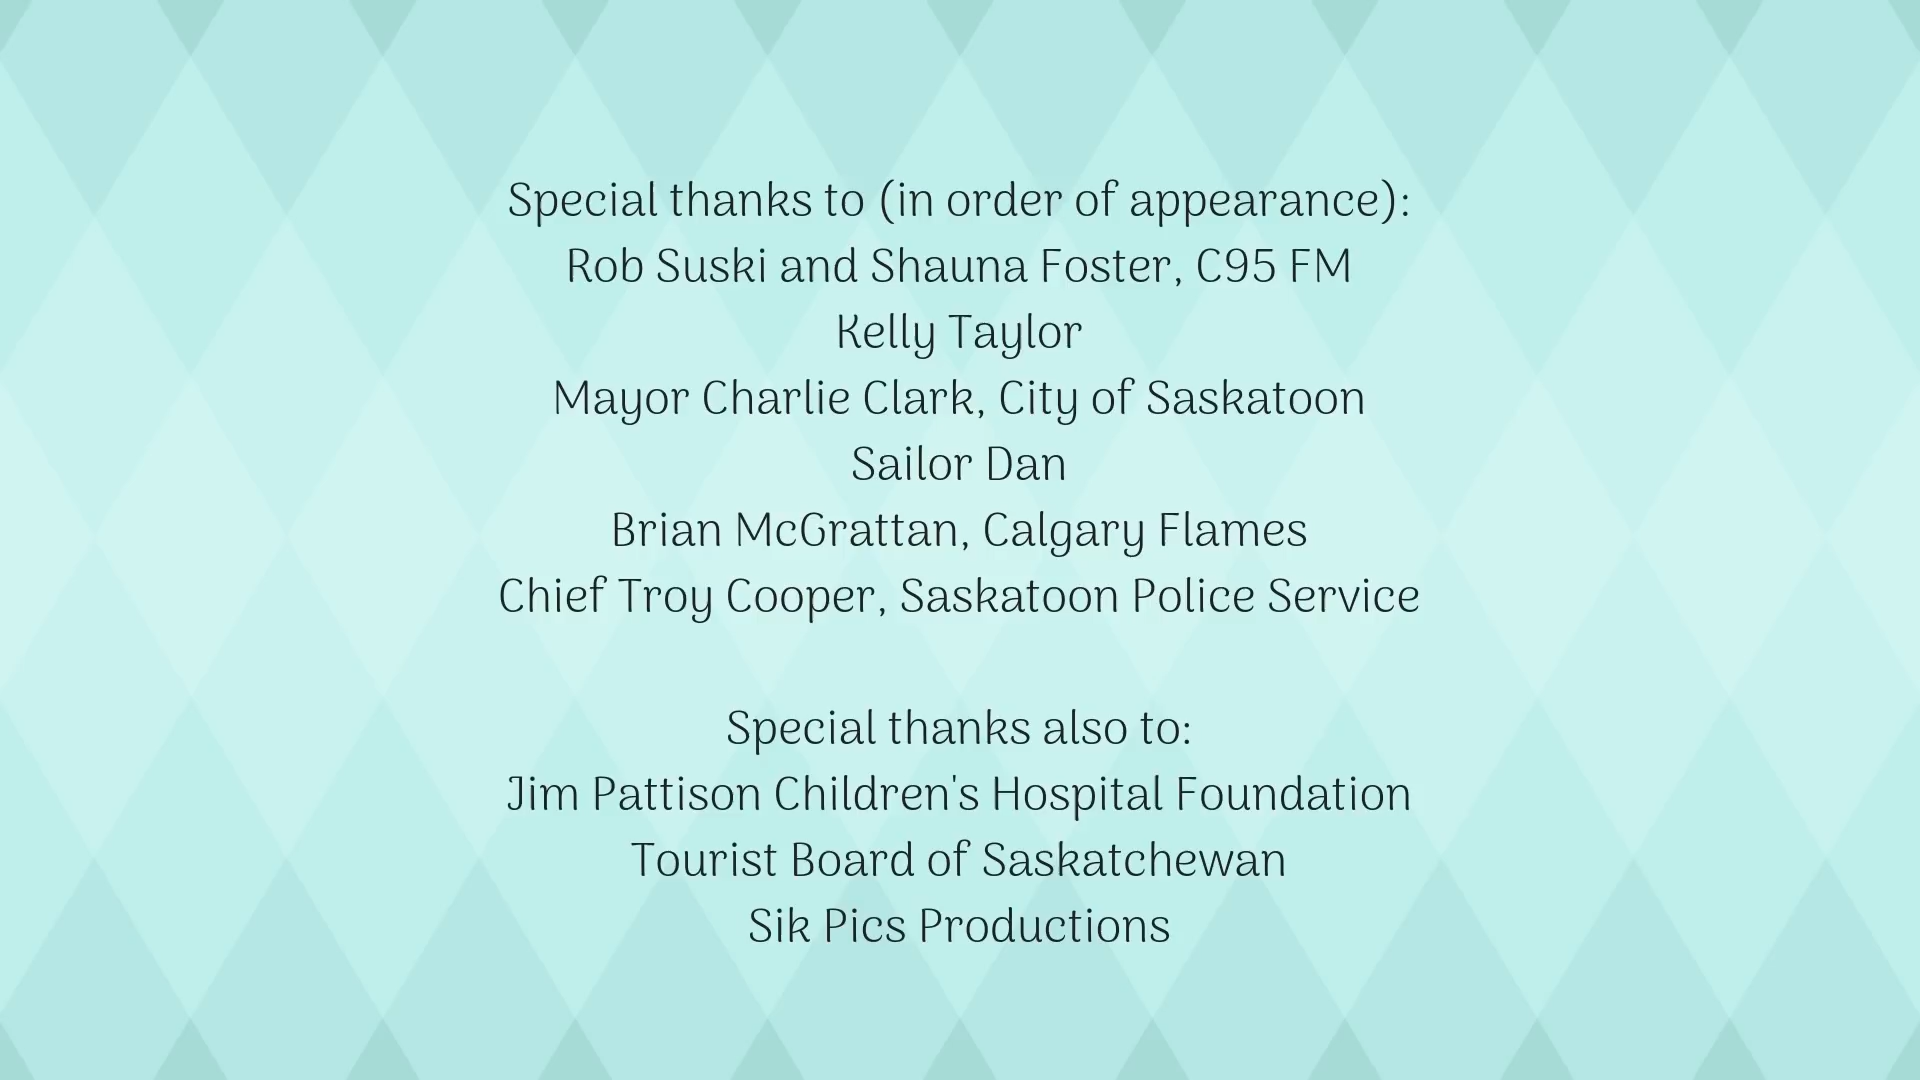 Special thanks to (in order of appearance):
Rob Suski and Shauna Foster, C95 FM
Kelly Taylor
Mayor Charlie Clark, City of Saskatoon
Sailor Dan
Brian McGrattan, Calgary Flames
Chief Troy Cooper, Saskatoon Police Service
Special thanks also to:
Jim Pattison Children's Hospital Foundation
Tourist Board of Saskatchewan
Sik Pics Productions